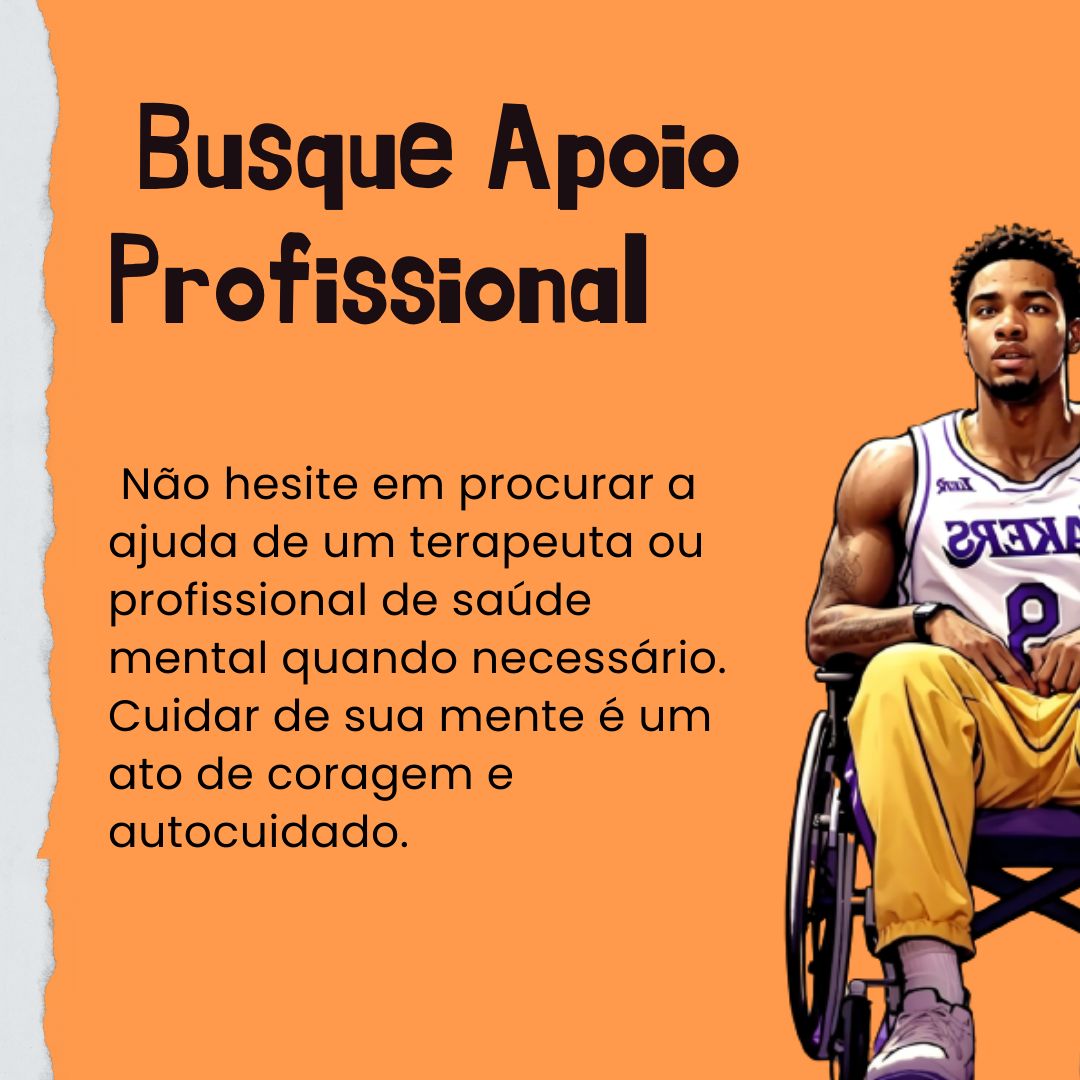 Busque Apoio
Profissional
Não hesite em procurar a
ajuda de um terapeuta ou
profissional de saúde
mental quando necessário.
Cuidar de sua mente é um
ato de coragem e
autocuidado.
AKERS
9